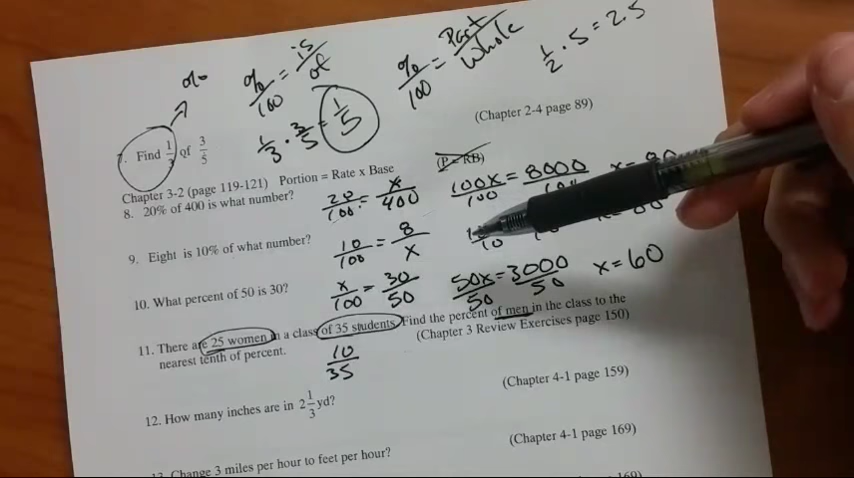 %
%/100 = is/of
%/100 = Part/Whole
1/2 · 5 = 2.5
1/3 · 3/5 = 1/5
(Chapter 2-4 page 89)
7. Find 1/3 of 3/5
Chapter 3-2 (page 119-121) Portion = Rate x Base
(P = RB)
8. 20% of 400 is what number?
20/100 = x/400
100x/100 = 8000/100
9. Eight is 10% of what number?
10/100 = 8/x
10. What percent of 50 is 30?
x/100 = 30/50
50x/50 = 3000/50
x=60
11. There are 25 women in a class of 35 students. Find the percent of men in the class to the
nearest tenth of percent.
(Chapter 3 Review Exercises page 150)
10/35
12. How many inches are in 2 1/3 yd?
(Chapter 4-1 page 159)
13. Change 3 miles per hour to feet per hour?
(Chapter 4-1 page 169)
169)